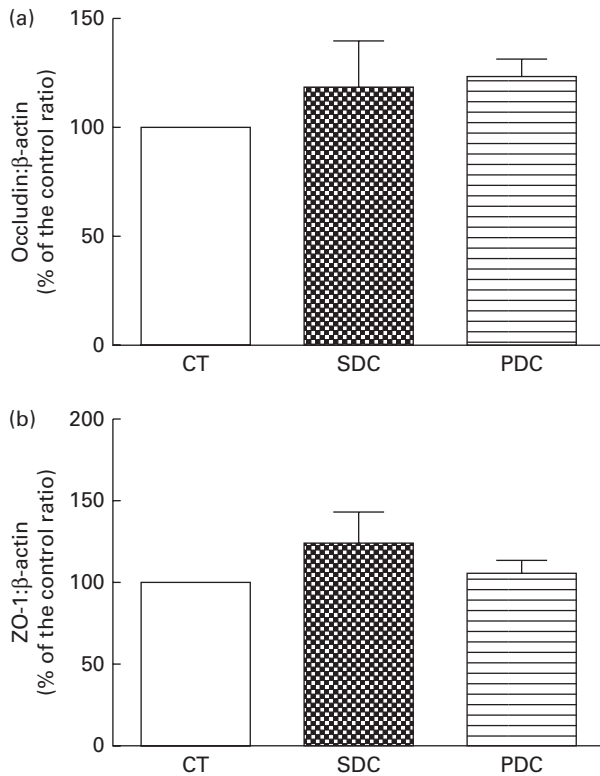 (a)
150
100
50
0
Occludin:β-actin
(% of the control ratio)
CT SDC PDC
(b)
200
150
100
50
0
ZO-1:β-actin
(% of the control ratio)
CT SDC PDC